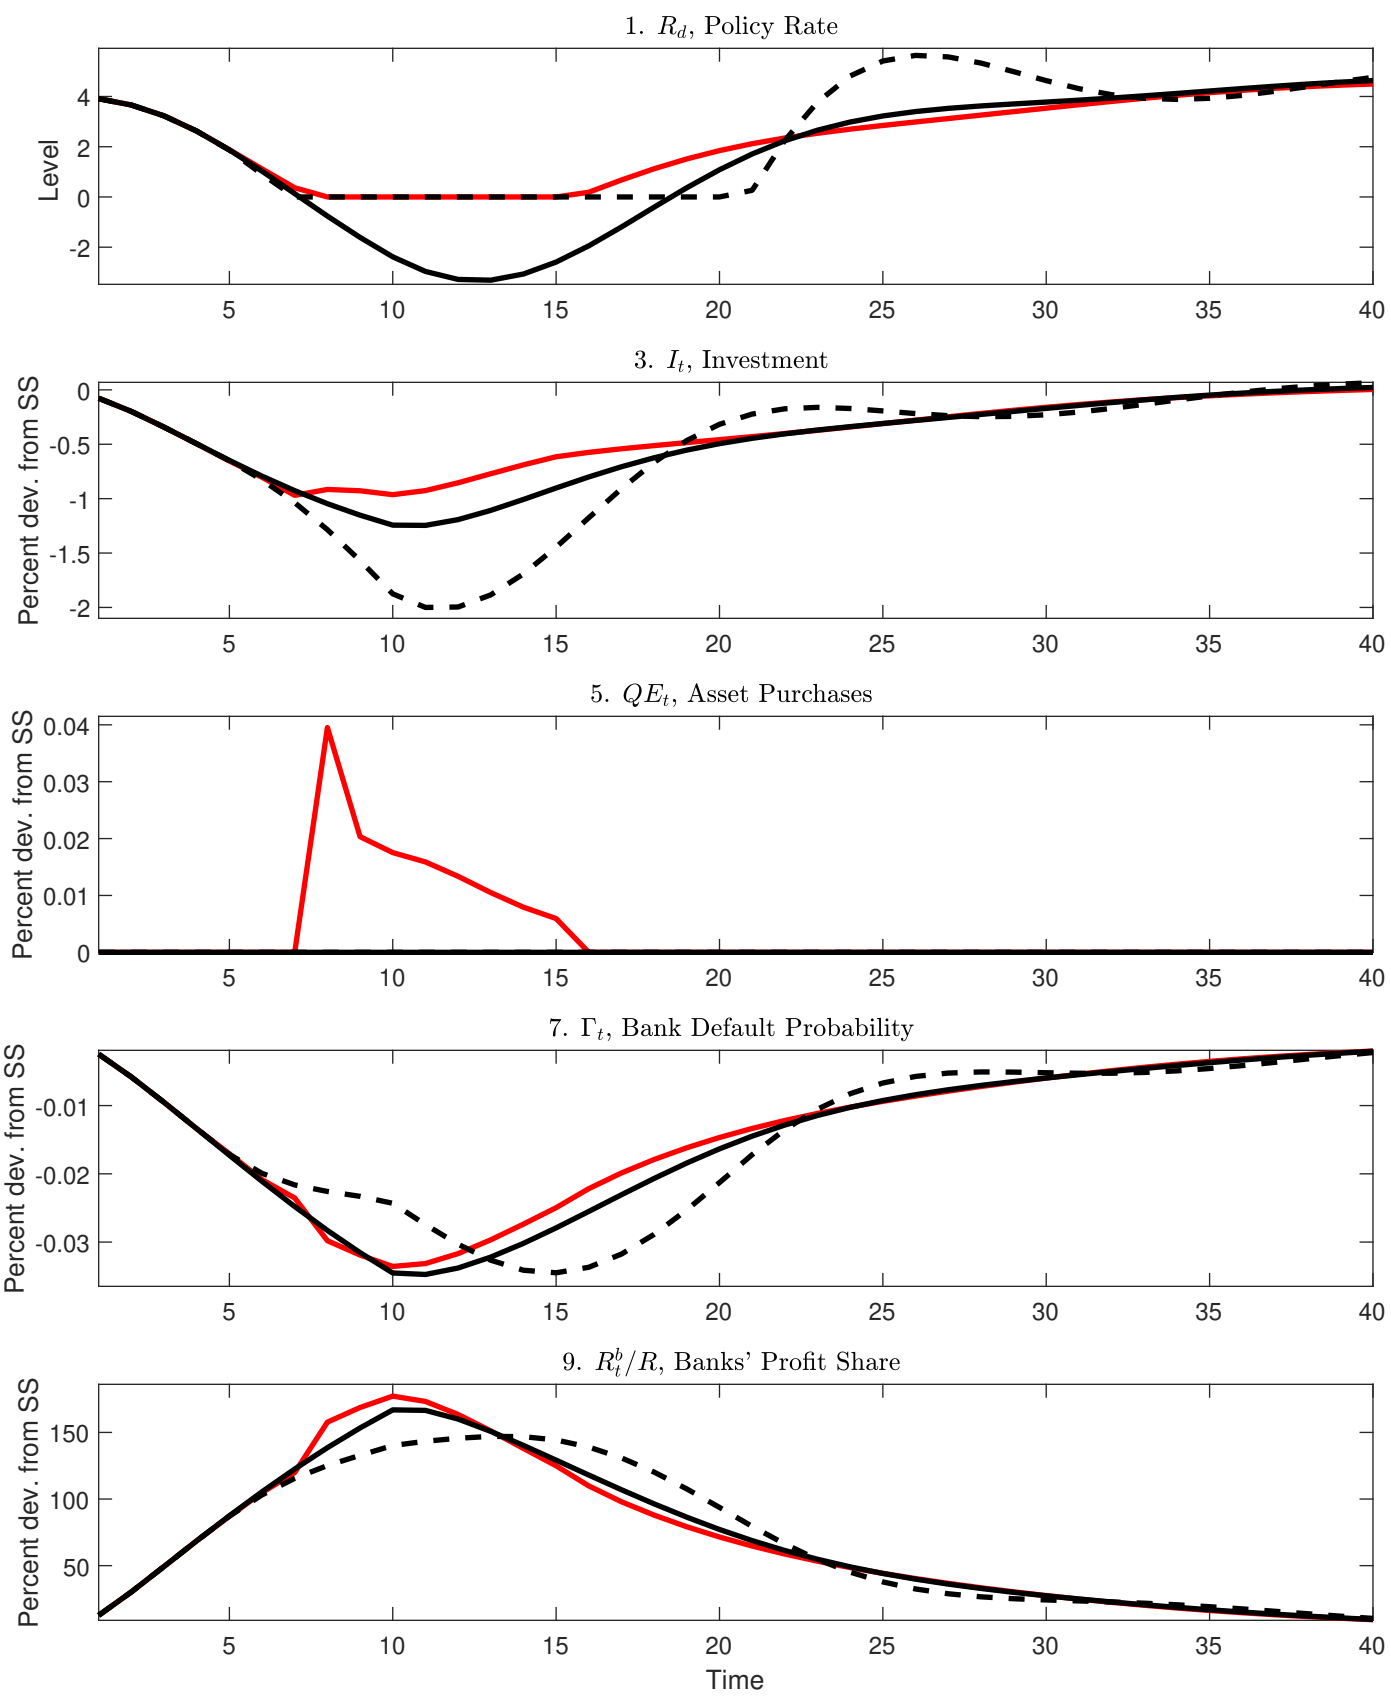 1. R_d, Policy Rate
Level
4
2
0
-2
5 10 15 20 25 30 35 40
3. I_t, Investment
Percent dev. from SS
0
-0.5
-1
-1.5
-2
5 10 15 20 25 30 35 40
5. QE_t, Asset Purchases
Percent dev. from SS
0.04
0.03
0.02
0.01
0
5 10 15 20 25 30 35 40
7. Γ_t, Bank Default Probability
Percent dev. from SS
-0.01
-0.02
-0.03
5 10 15 20 25 30 35 40
9. R_t^b/R, Banks' Profit Share
Percent dev. from SS
150
100
50
5 10 15 20 25 30 35 40
Time